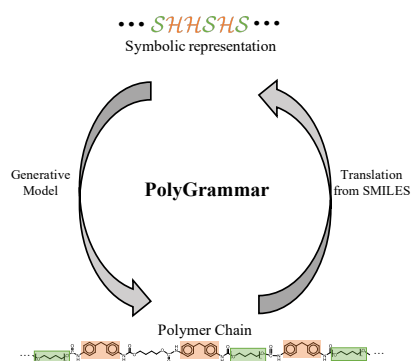 ••• SHHSHS •••
Symbolic representation
Generative
Model
PolyGrammar
Translation
from SMILES
Polymer Chain